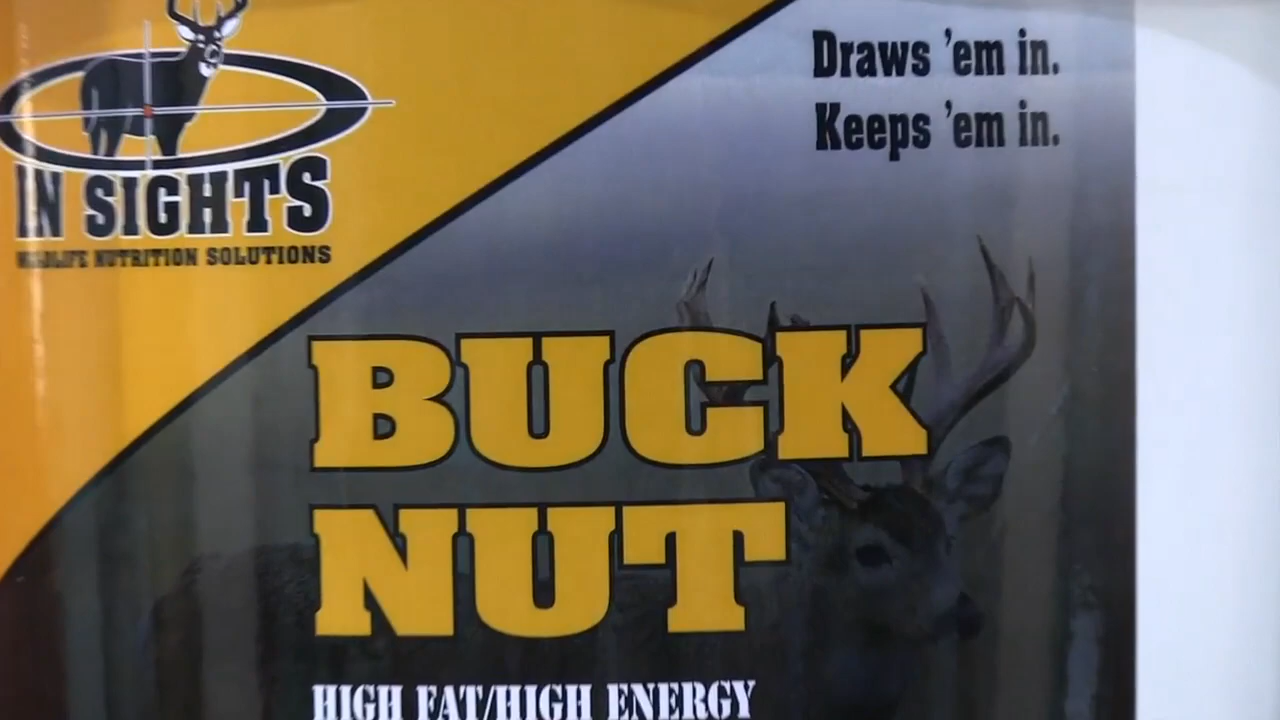 IN SIGHTS
WILDLIFE NUTRITION SOLUTIONS
Draws 'em in.
Keeps 'em in.
BUCK
NUT
HIGH FAT/HIGH ENERGY